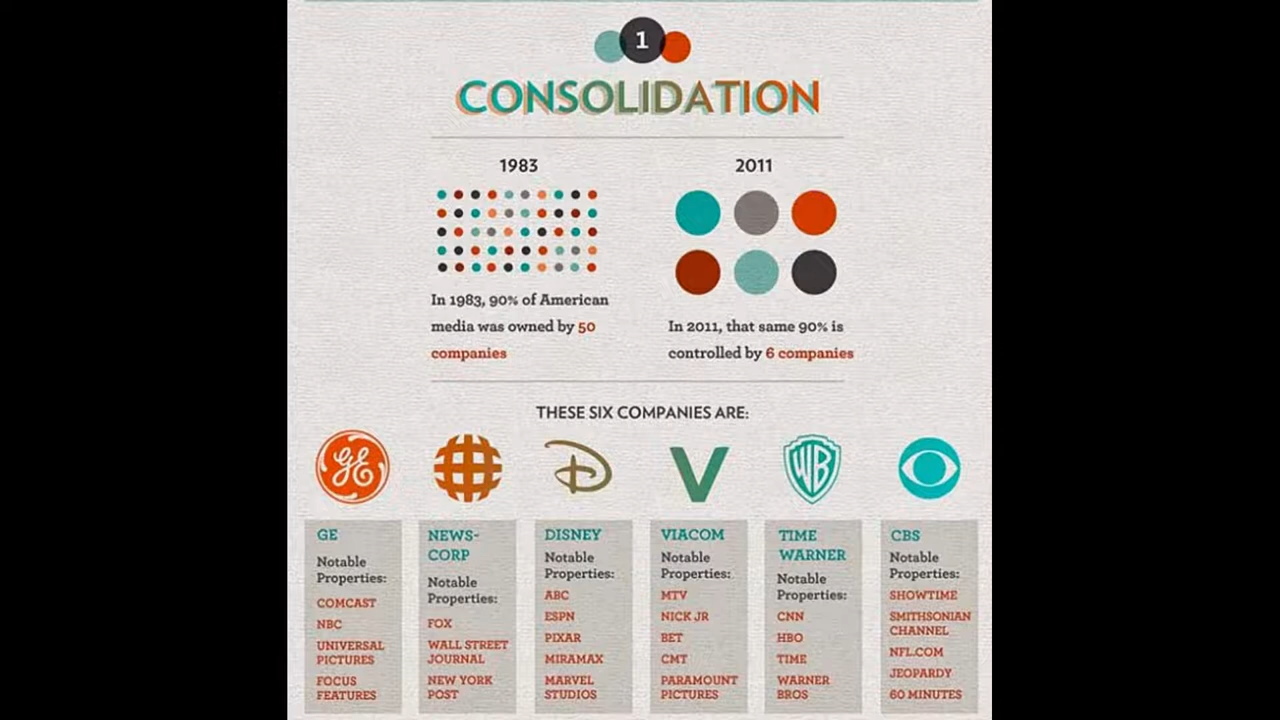 1
CONSOLIDATION
1983
2011
In 1983, 90% of American
media was owned by 50
companies
In 2011, that same 90% is
controlled by 6 companies
THESE SIX COMPANIES ARE:
GE
V
WB
GE
Notable
Properties:
COMCAST
NBC
UNIVERSAL
PICTURES
FOCUS
FEATURES
NEWS-
CORP
Notable
Properties:
FOX
WALL STREET
JOURNAL
NEW YORK
POST
DISNEY
Notable
Properties:
ABC
ESPN
PIXAR
MIRAMAX
MARVEL
STUDIOS
VIACOM
Notable
Properties:
MTV
NICK JR
BET
CMT
PARAMOUNT
PICTURES
TIME
WARNER
Notable
Properties:
CNN
HBO
TIME
WARNER
BROS
CBS
Notable
Properties:
SHOWTIME
SMITHSONIAN
CHANNEL
NFL.COM
JEOPARDY
60 MINUTES